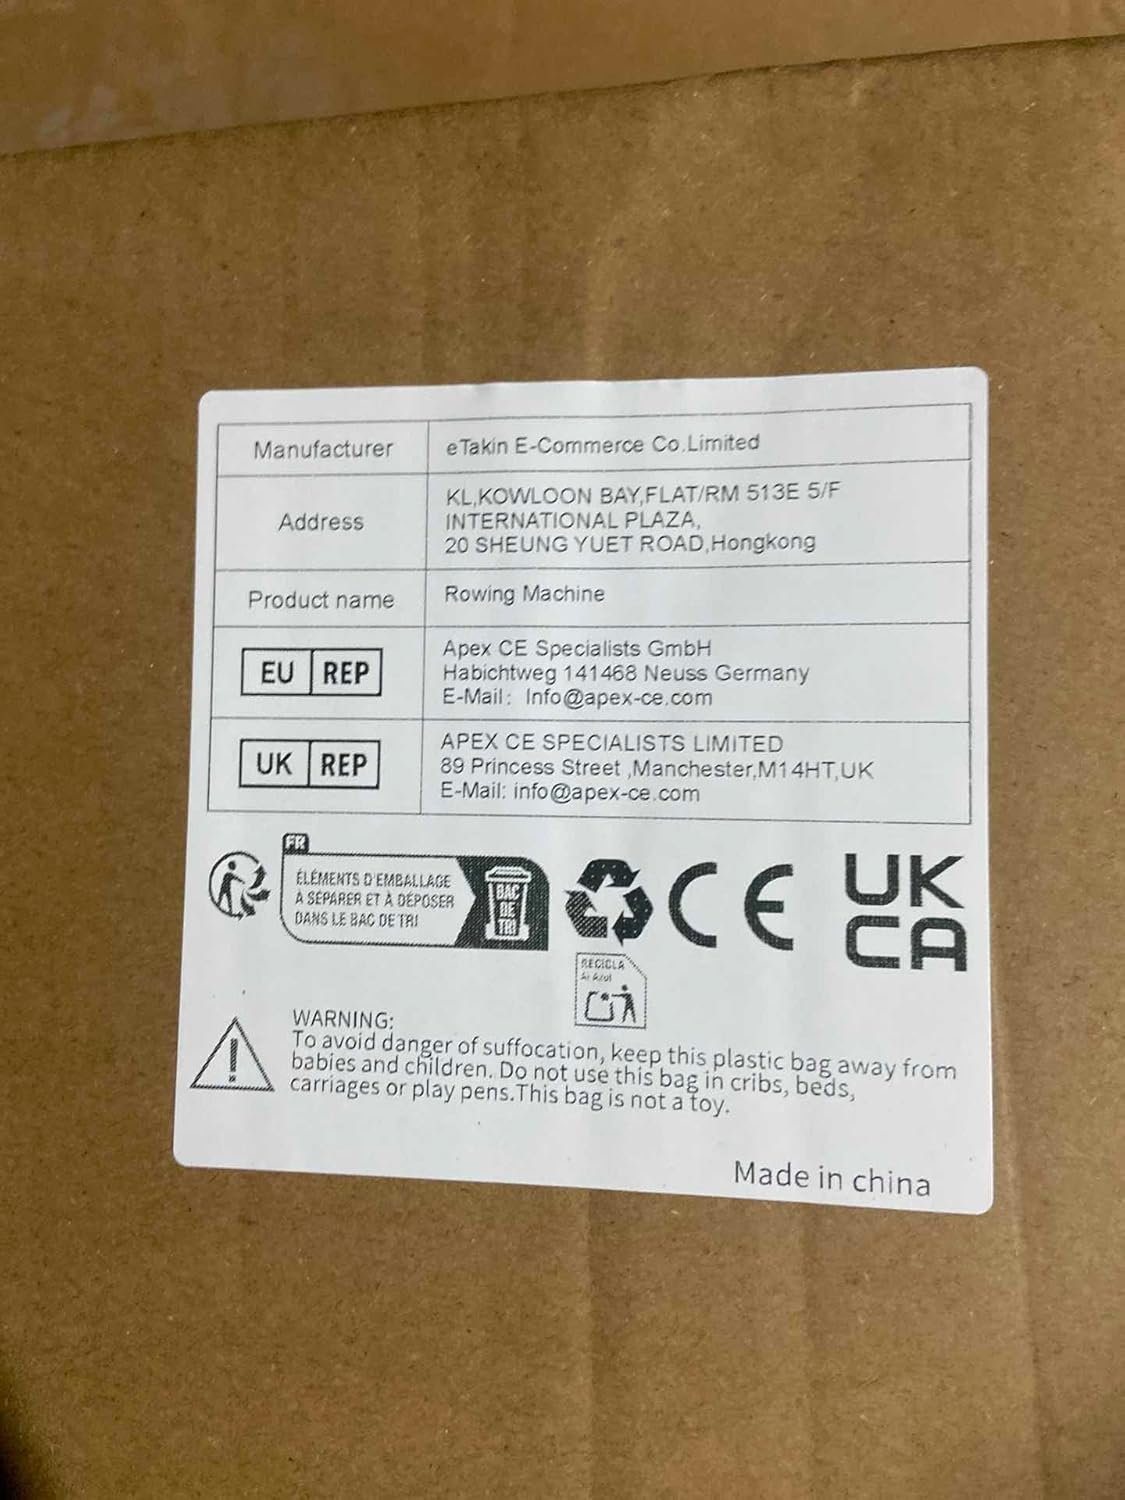 Manufacturer
eTakin E-Commerce Co.Limited
Address
KL,KOWLOON BAY,FLAT/RM 513E 5/F
INTERNATIONAL PLAZA,
20 SHEUNG YUET ROAD,Hongkong
Product name
Rowing Machine
EU REP
Apex CE Specialists GmbH
Habichtweg 141468 Neuss Germany
E-Mail: Info@apex-ce.com
UK REP
APEX CE SPECIALISTS LIMITED
89 Princess Street ,Manchester,M14HT,UK
E-Mail: info@apex-ce.com
FR
ÉLÉMENTS D'EMBALLAGE
À SÉPARER ET À DÉPOSER
DANS LE BAC DE TRI
BAC
DE
TRI
CE
UK
CA
RECICLA
Al Azul
WARNING:
To avoid danger of suffocation, keep this plastic bag away from
babies and children. Do not use this bag in cribs, beds,
carriages or play pens.This bag is not a toy.
Made in china